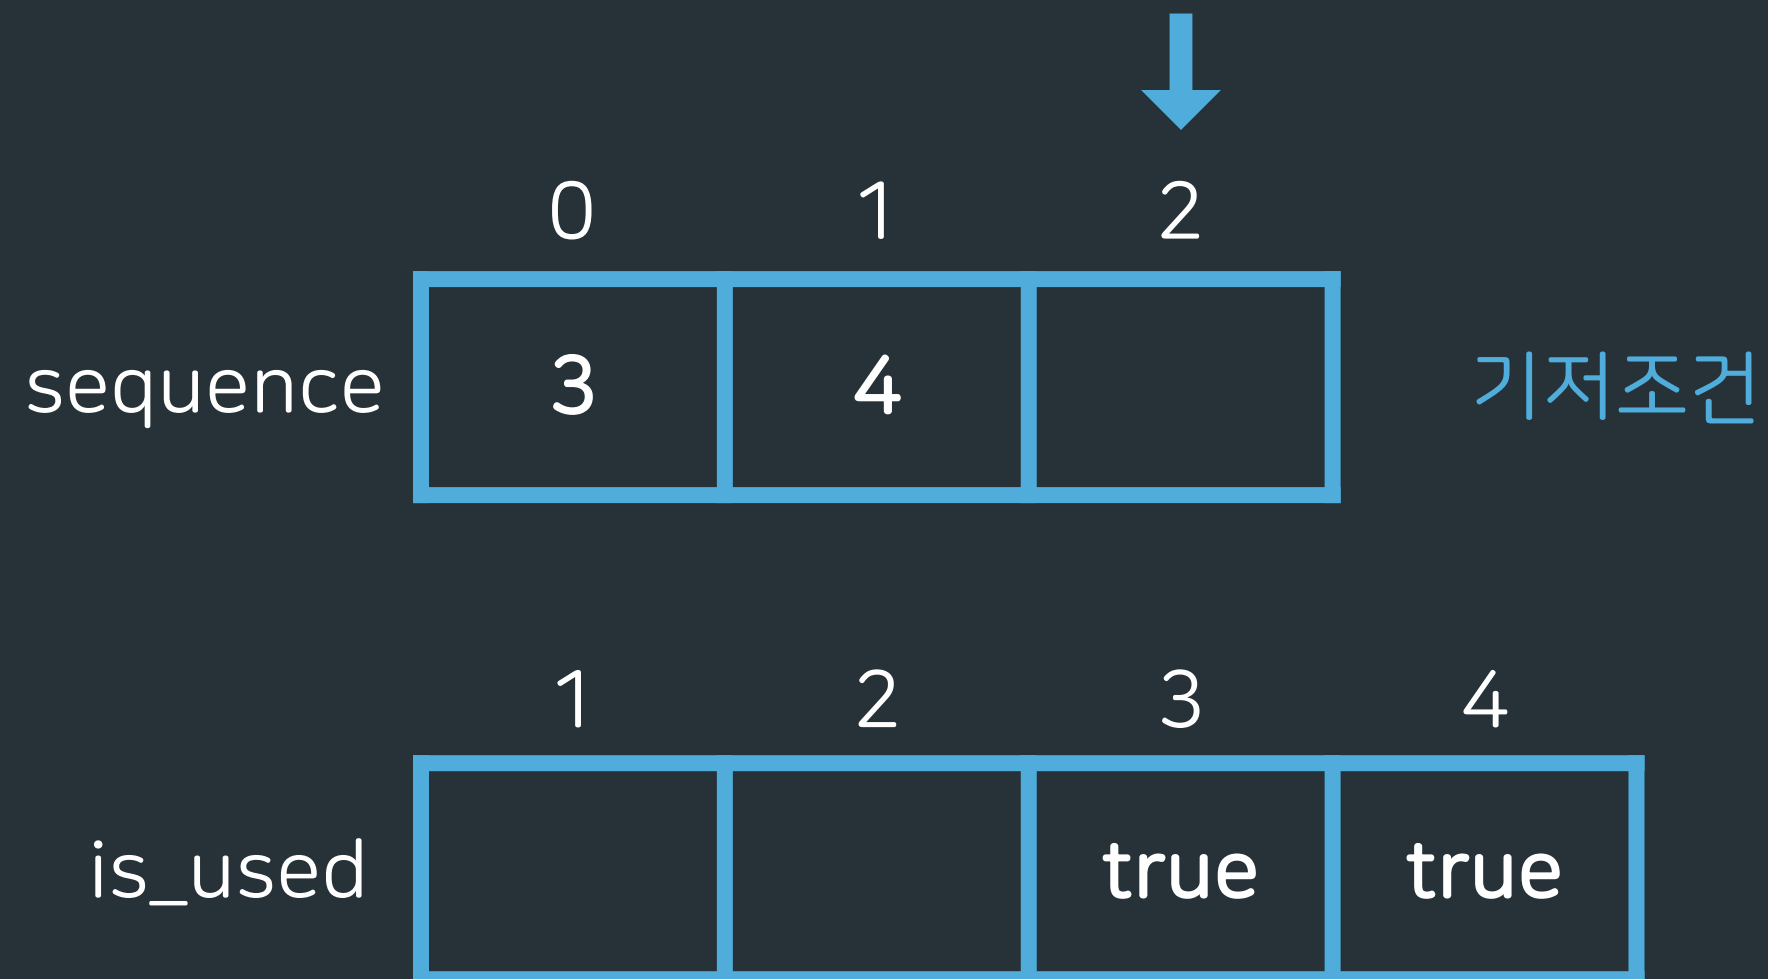 0 1 2
sequence 3 4 기저조건
1 2 3 4
is_used true true